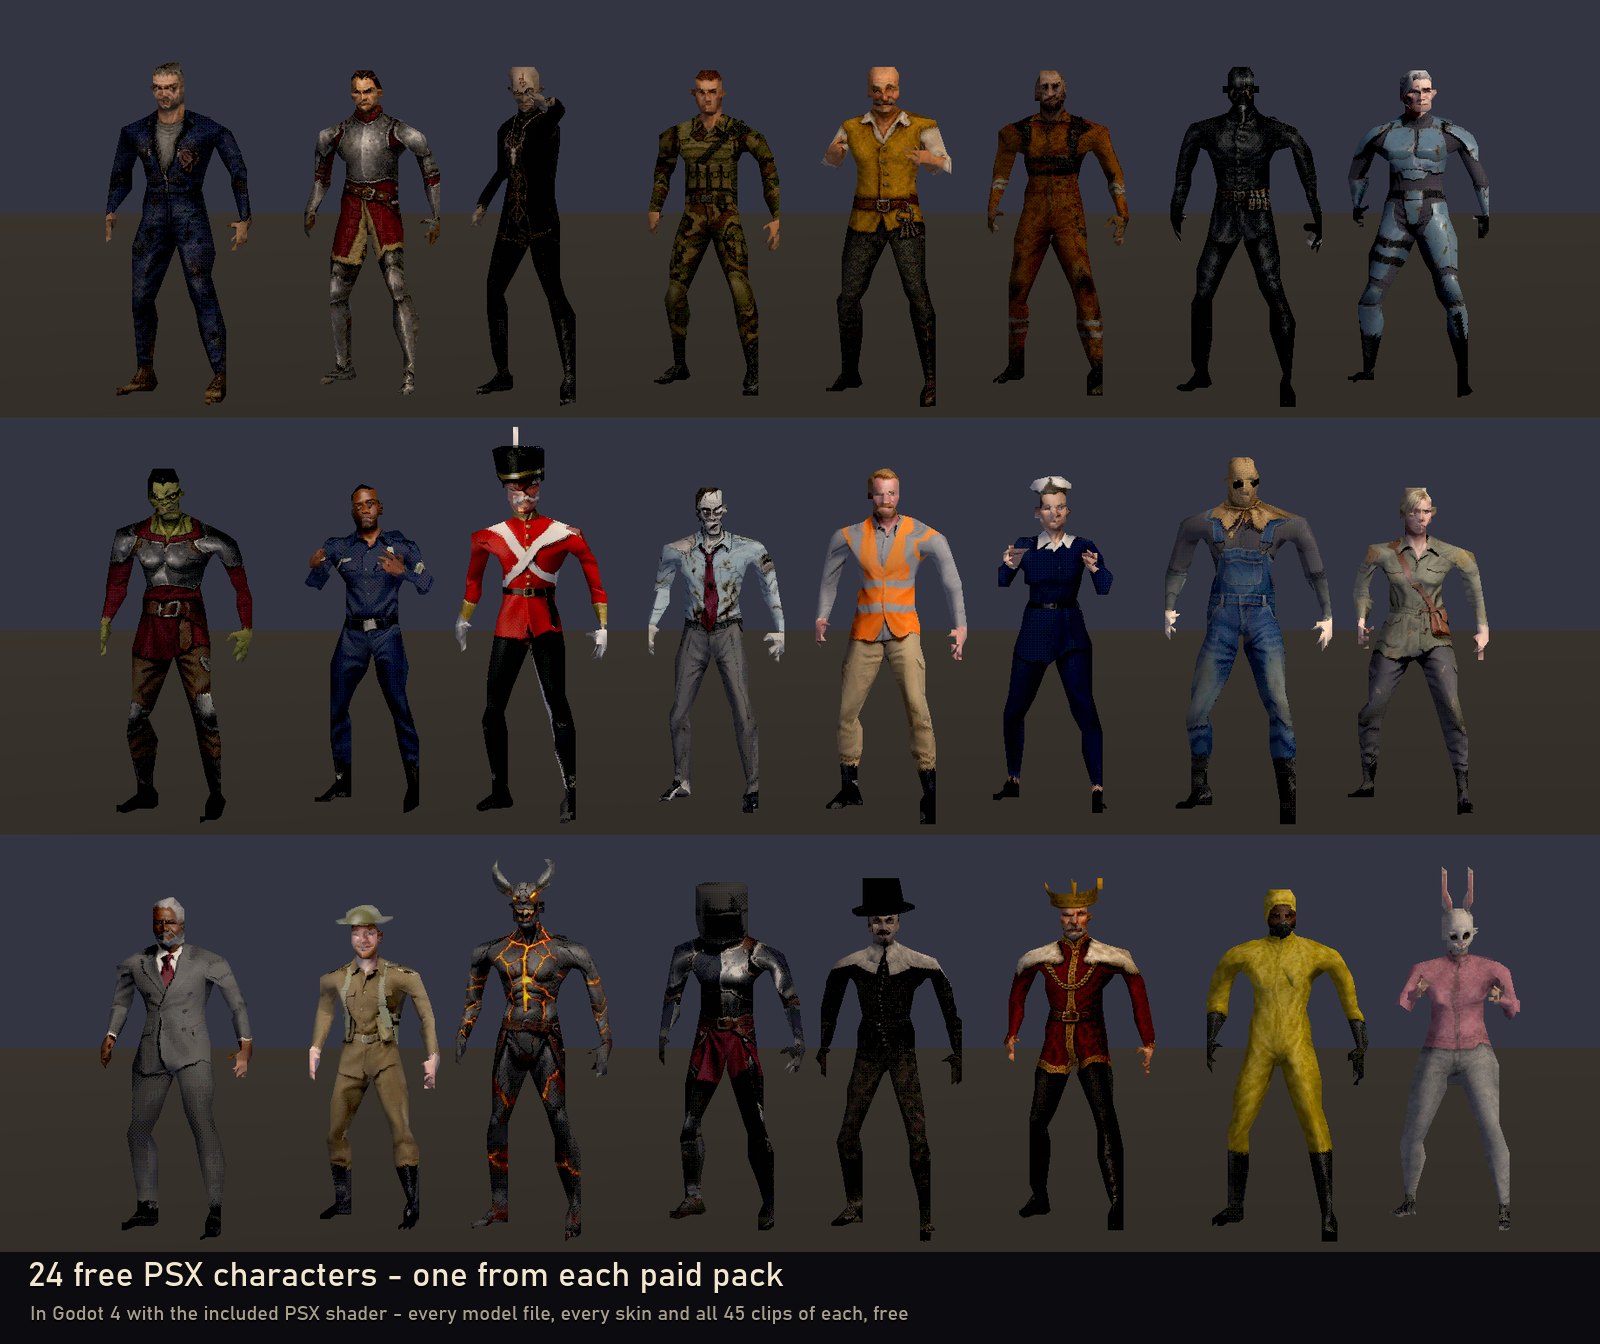 24 free PSX characters - one from each paid pack
In Godot 4 with the included PSX shader - every model file, every skin and all 45 clips of each, free